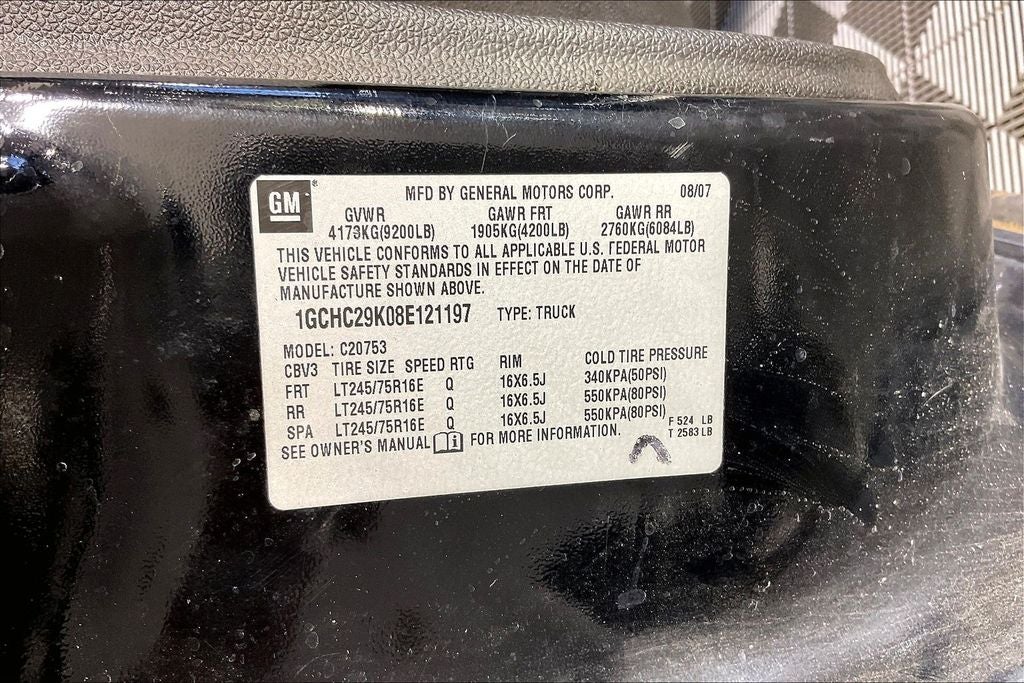 GM ® MFD BY GENERAL MOTORS CORP. 08/07
GVWR GAWR FRT GAWR RR
4173KG(9200LB) 1905KG(4200LB) 2760KG(6084LB)
THIS VEHICLE CONFORMS TO ALL APPLICABLE U.S. FEDERAL MOTOR
VEHICLE SAFETY STANDARDS IN EFFECT ON THE DATE OF
MANUFACTURE SHOWN ABOVE.
1GCHC29K08E121197 TYPE: TRUCK
MODEL: C20753
CBV3 TIRE SIZE SPEED RTG RIM COLD TIRE PRESSURE
FRT LT245/75R16E Q 16X6.5J 340KPA(50PSI)
RR LT245/75R16E Q 16X6.5J 550KPA(80PSI)
SPA LT245/75R16E Q 16X6.5J 550KPA(80PSI)
SEE OWNER'S MANUAL i FOR MORE INFORMATION.
F 524 LB
T 2583 LB